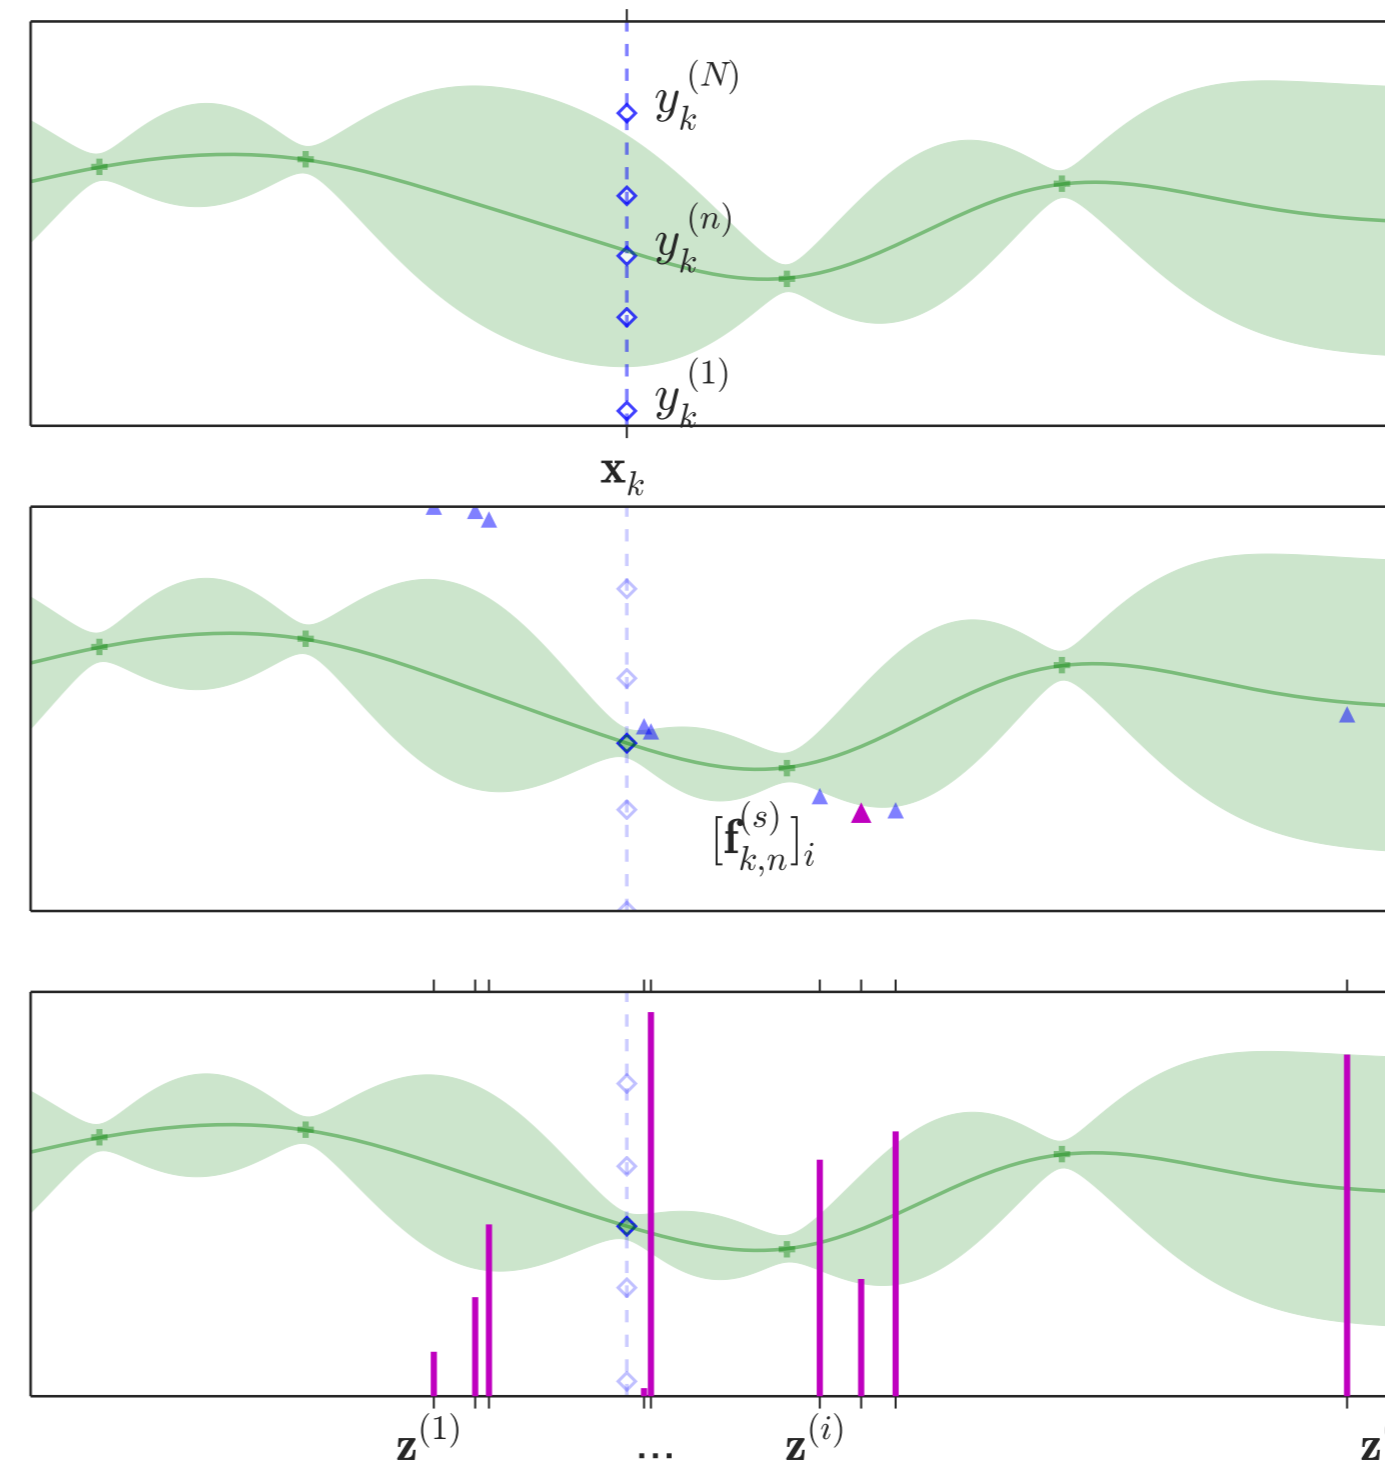 y_k^{(N)}
y_k^{(n)}
y_k^{(1)}
x_k
[f_{k,n}^{(s)}]_i
z^{(1)} ... z^{(i)} z